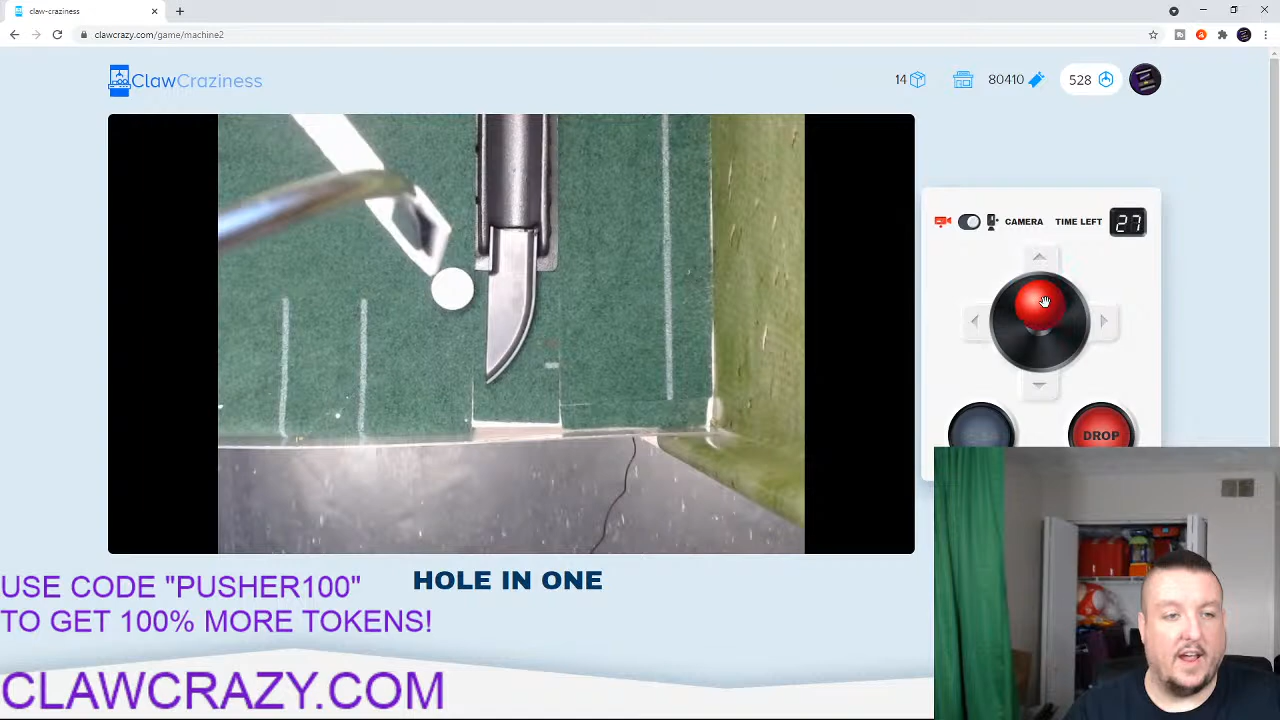 claw-craziness
clawcrazy.com/game/machine2
ClawCraziness
14
80410
528
CAMERA
TIME LEFT
27
DROP
HOLE IN ONE
USE CODE "PUSHER100"
TO GET 100% MORE TOKENS!
CLAWCRAZY.COM